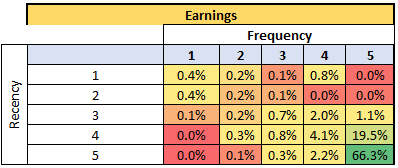 Earnings
Frequency
1 2 3 4 5
Recency
1 0.4% 0.2% 0.1% 0.8% 0.0%
2 0.4% 0.2% 0.1% 0.0% 0.0%
3 0.1% 0.2% 0.7% 2.0% 1.1%
4 0.0% 0.3% 0.8% 4.1% 19.5%
5 0.0% 0.1% 0.3% 2.2% 66.3%